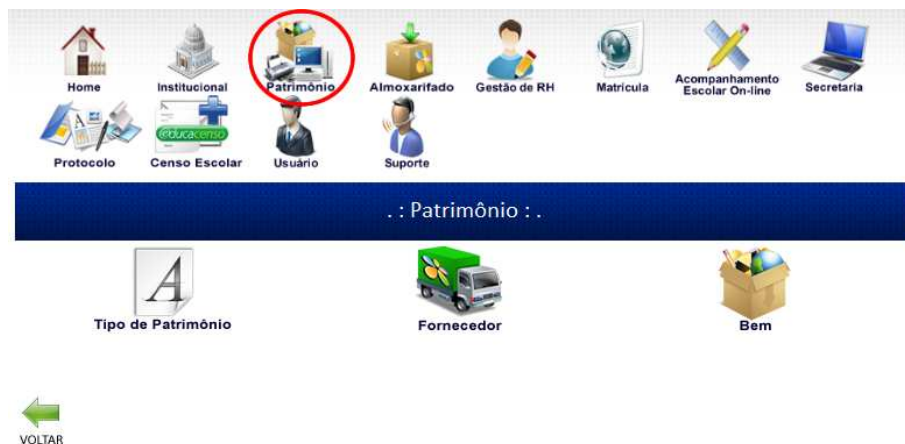 Home
Institucional
Patrimônio
Almoxarifado
Gestão de RH
Matrícula
Acompanhamento
Escolar On-line
Secretaria
Protocolo
@ducacenso
Censo Escolar
Usuário
Suporte
. : Patrimônio : .
A
Tipo de Patrimônio
Fornecedor
Bem
VOLTAR